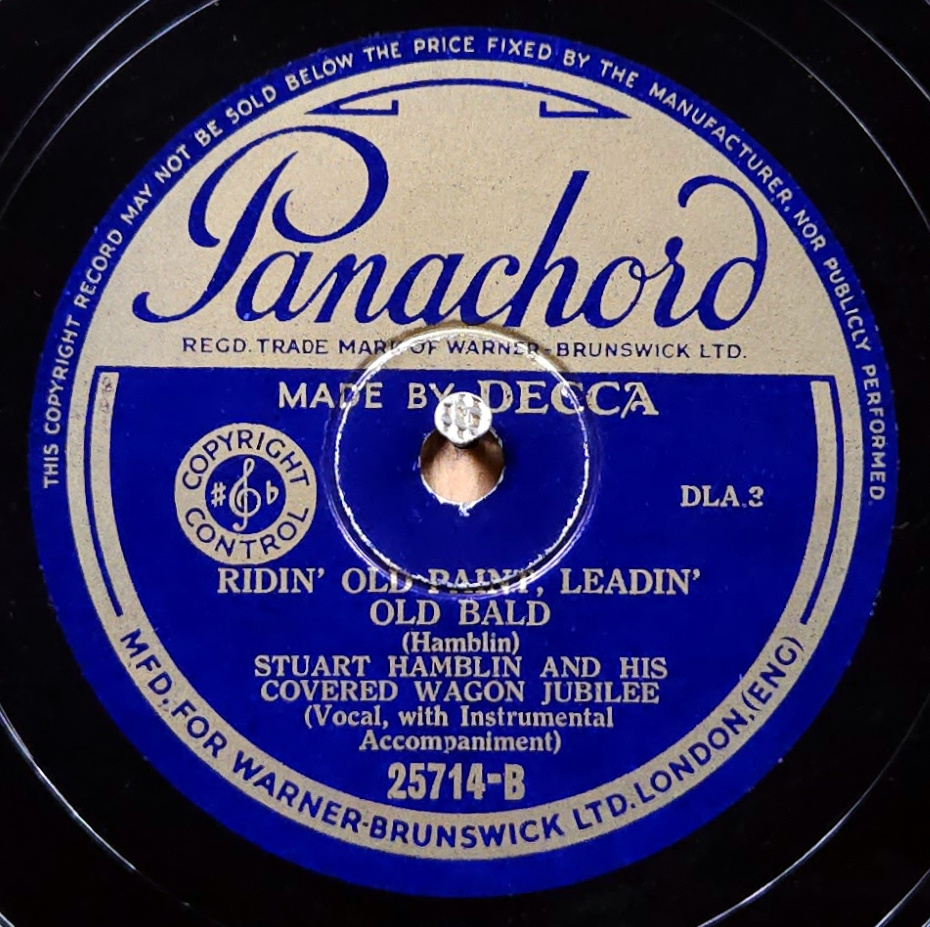 THIS COPYRIGHT RECORD MAY NOT BE SOLD BELOW THE PRICE FIXED BY THE MANUFACTURER, NOR PUBLICLY PERFORMED.
Panachord
REGD. TRADE MARK OF WARNER-BRUNSWICK LTD.
MADE BY DECCA
COPYRIGHT
♯ 𝄞 ♭
CONTROL
DLA.3
RIDIN' OLD PAINT, LEADIN'
OLD BALD
(Hamblin)
STUART HAMBLIN AND HIS
COVERED WAGON JUBILEE
(Vocal, with Instrumental
Accompaniment)
25714-B
MFD, FOR WARNER-BRUNSWICK LTD. LONDON, (ENG)